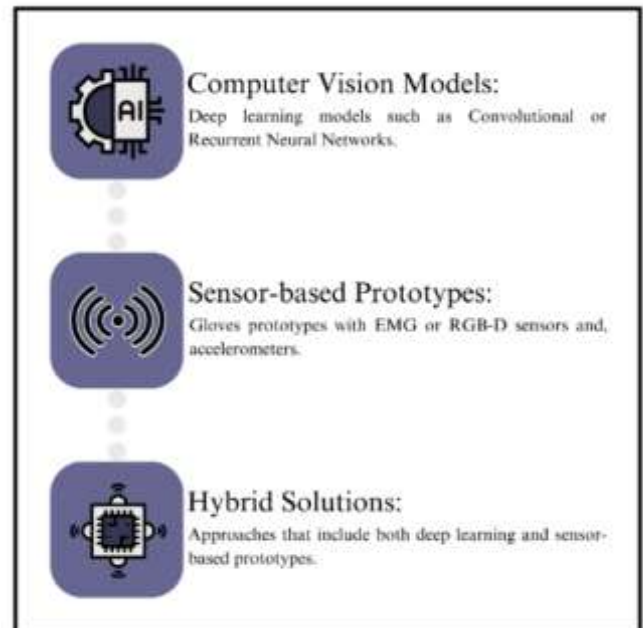 AI
Computer Vision Models:
Deep learning models such as Convolutional or
Recurrent Neural Networks.
Sensor-based Prototypes:
Gloves prototypes with EMG or RGB-D sensors and,
accelerometers.
Hybrid Solutions:
Approaches that include both deep learning and sensor-
based prototypes.